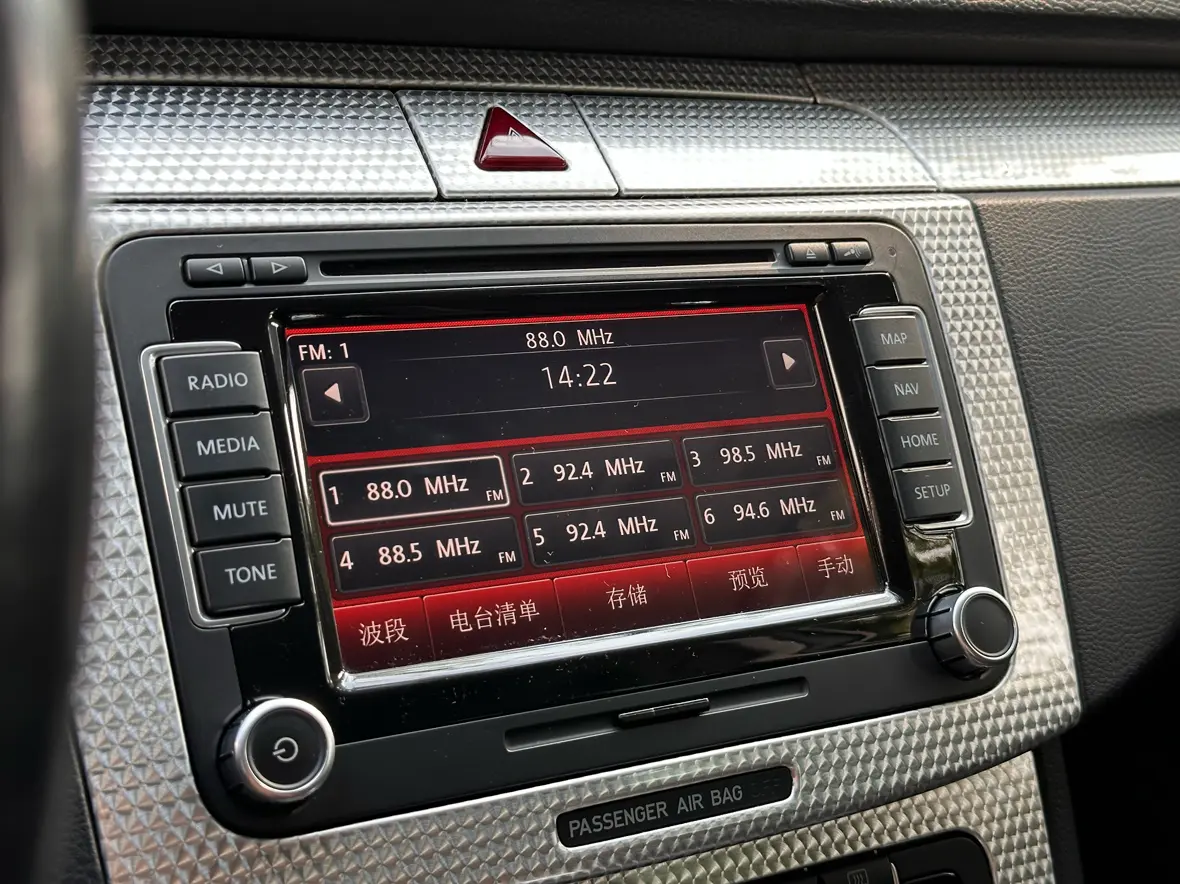 88.0 MHz
FM: 1
14:22
1 88.0 MHz FM
2 92.4 MHz FM
3 98.5 MHz FM
4 88.5 MHz FM
5 92.4 MHz FM
6 94.6 MHz FM
波段
电台清单
存储
预览
手动
RADIO
MEDIA
MUTE
TONE
MAP
NAV
HOME
SETUP
PASSENGER AIR BAG